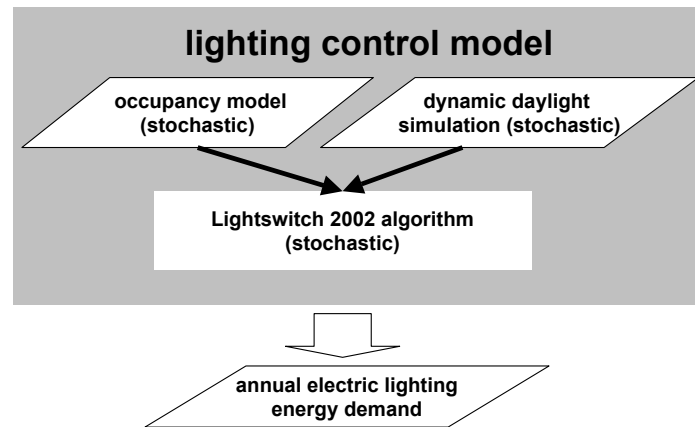 lighting control model
occupancy model
(stochastic)
dynamic daylight
simulation (stochastic)
Lightswitch 2002 algorithm
(stochastic)
annual electric lighting
energy demand